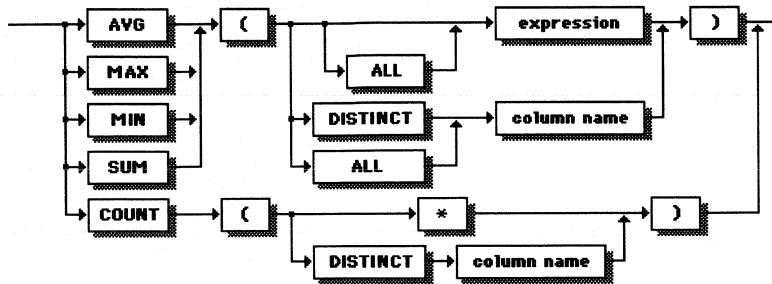 AVG ( expression )
MAX ALL
MIN DISTINCT column name
SUM ALL
COUNT ( * )
DISTINCT column name